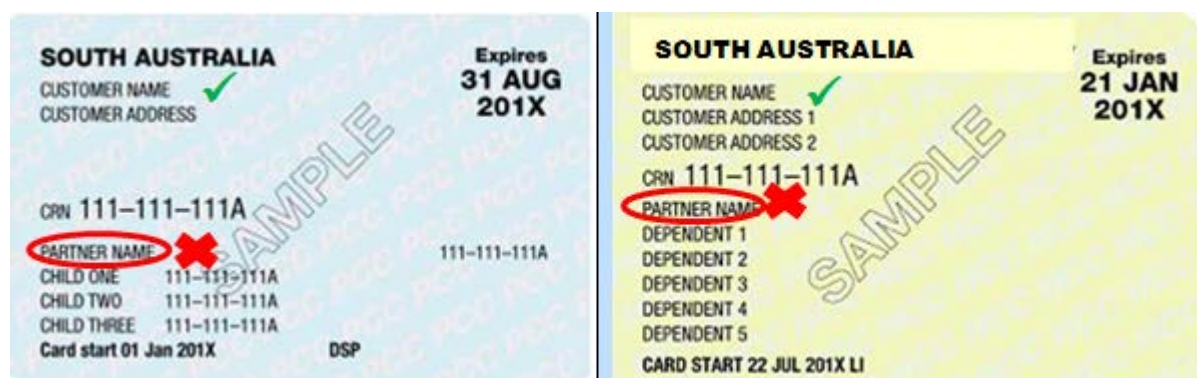 SOUTH AUSTRALIA
Expires
CUSTOMER NAME
31 AUG
CUSTOMER ADDRESS
201X
SAMPLE
CRN 111–111–111A
PARTNER NAME 111–111–111A
CHILD ONE 111–111–111A
CHILD TWO 111–111–111A
CHILD THREE 111–111–111A
Card start 01 Jan 201X DSP
SOUTH AUSTRALIA
Expires
CUSTOMER NAME
21 JAN
CUSTOMER ADDRESS 1
201X
CUSTOMER ADDRESS 2
SAMPLE
CRN 111–111–111A
PARTNER NAME
DEPENDENT 1
DEPENDENT 2
DEPENDENT 3
DEPENDENT 4
DEPENDENT 5
CARD START 22 JUL 201X LI